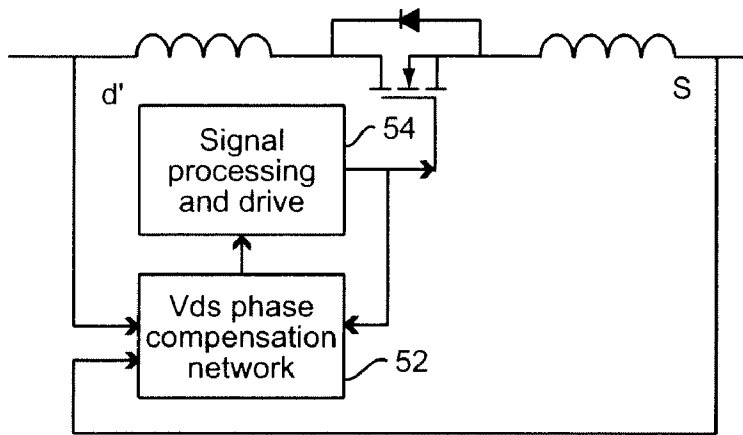 d'
S
Signal
processing
and drive
54
Vds phase
compensation
network
52